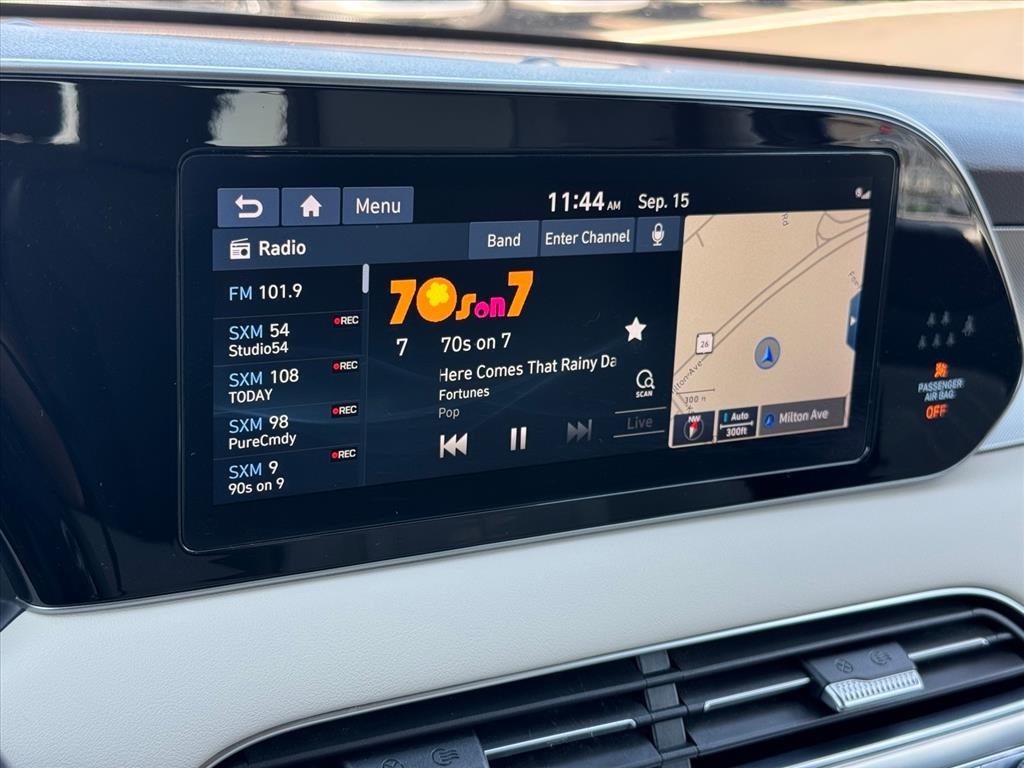 Menu
11:44 AM Sep. 15
Radio
Band
Enter Channel
FM 101.9
SXM 54
REC
Studio54
SXM 108
REC
TODAY
SXM 98
REC
PureCmdy
SXM 9
REC
90s on 9
70s on 7
7
70s on 7
Here Comes That Rainy Da
Fortunes
Pop
SCAN
Live
Rd
26
ilton Ave
300 ft
NW
Auto
300ft
Milton Ave
PASSENGER
AIR BAG
OFF